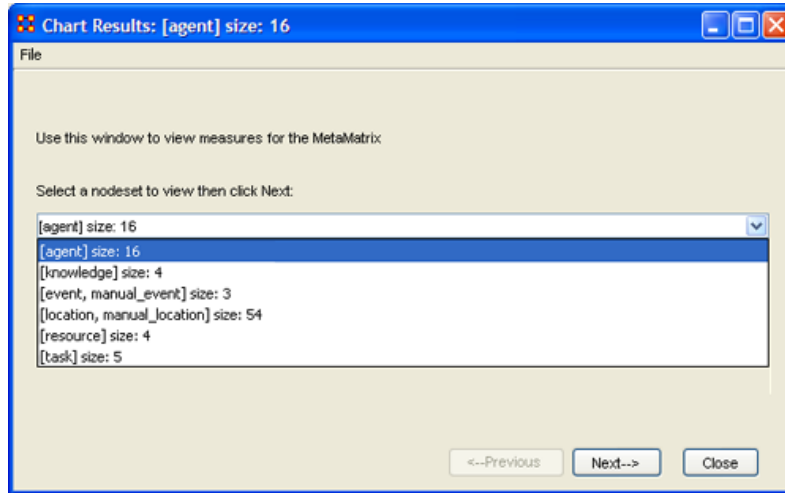 Chart Results: [agent] size: 16
File
Use this window to view measures for the MetaMatrix
Select a nodeset to view then click Next:
[agent] size: 16
[agent] size: 16
[knowledge] size: 4
[event, manual_event] size: 3
[location, manual_location] size: 54
[resource] size: 4
[task] size: 5
<--Previous Next--> Close